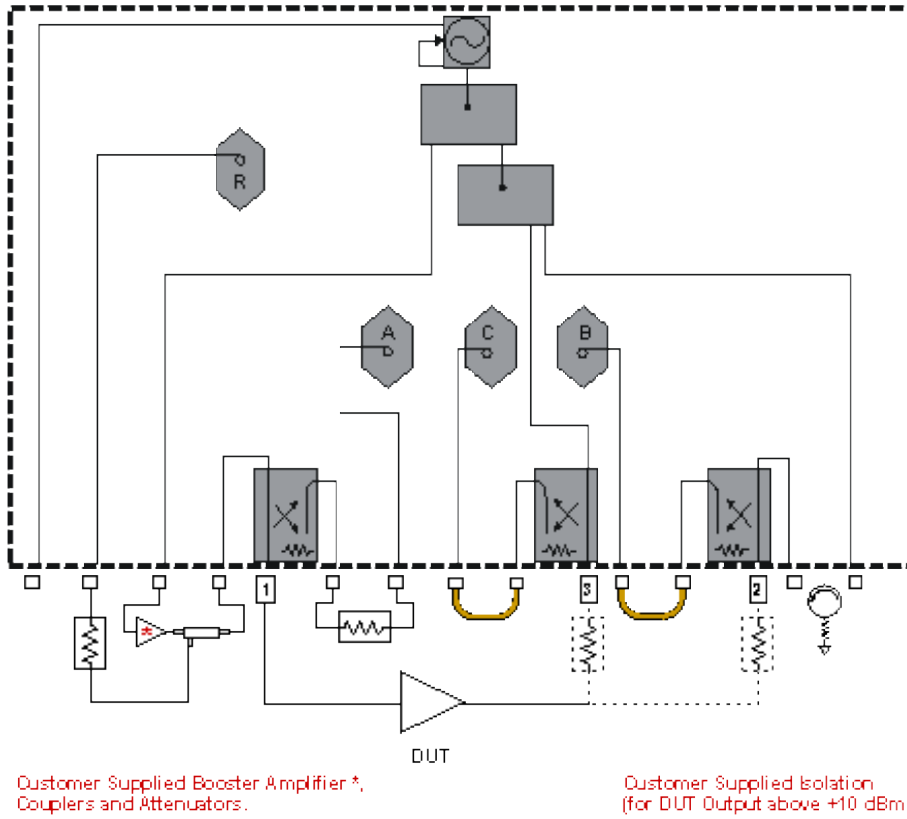 R
A
C
B
1
3
2
*
DUT
Customer Supplied Booster Amplifier *,
Couplers and Attenuators.
Customer Supplied Isolation
(for DUT Output above +10 dBm